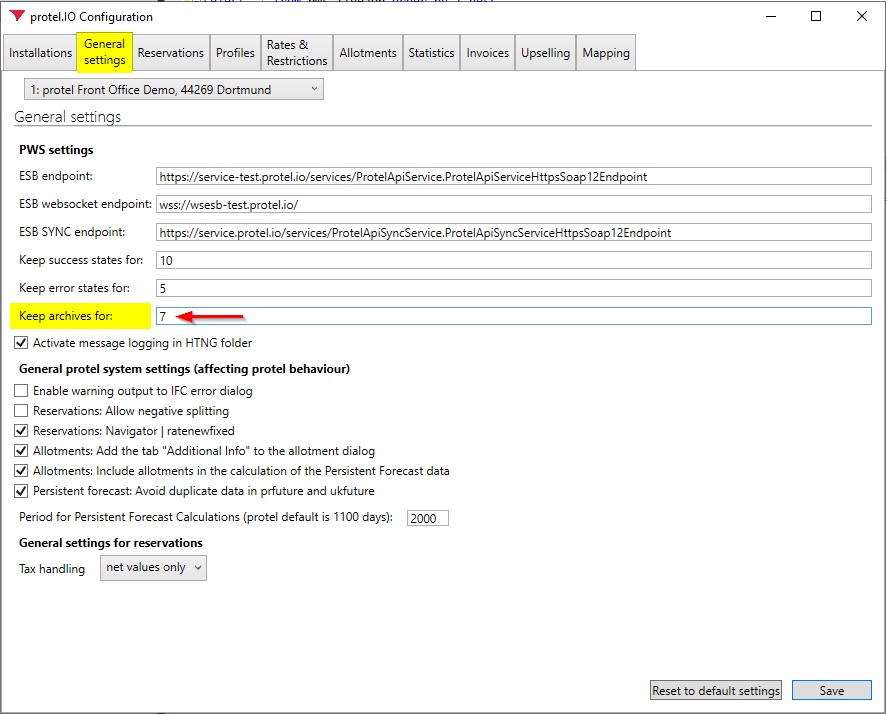 protel.IO Configuration
Installations
General settings
Reservations
Profiles
Rates & Restrictions
Allotments
Statistics
Invoices
Upselling
Mapping
1: protel Front Office Demo, 44269 Dortmund
General settings
PWS settings
ESB endpoint: https://service-test.protel.io/services/ProtelApiService.ProtelApiServiceHttpsSoap12Endpoint
ESB websocket endpoint: wss://wsesb-test.protel.io/
ESB SYNC endpoint: https://service.protel.io/services/ProtelApiSyncService.ProtelApiSyncServiceHttpsSoap12Endpoint
Keep success states for: 10
Keep error states for: 5
Keep archives for: 7
Activate message logging in HTNG folder
General protel system settings (affecting protel behaviour)
Enable warning output to IFC error dialog
Reservations: Allow negative splitting
Reservations: Navigator | ratenewfixed
Allotments: Add the tab "Additional Info" to the allotment dialog
Allotments: Include allotments in the calculation of the Persistent Forecast data
Persistent forecast: Avoid duplicate data in prfuture and ukfuture
Period for Persistent Forecast Calculations (protel default is 1100 days): 2000
General settings for reservations
Tax handling net values only
Reset to default settings Save